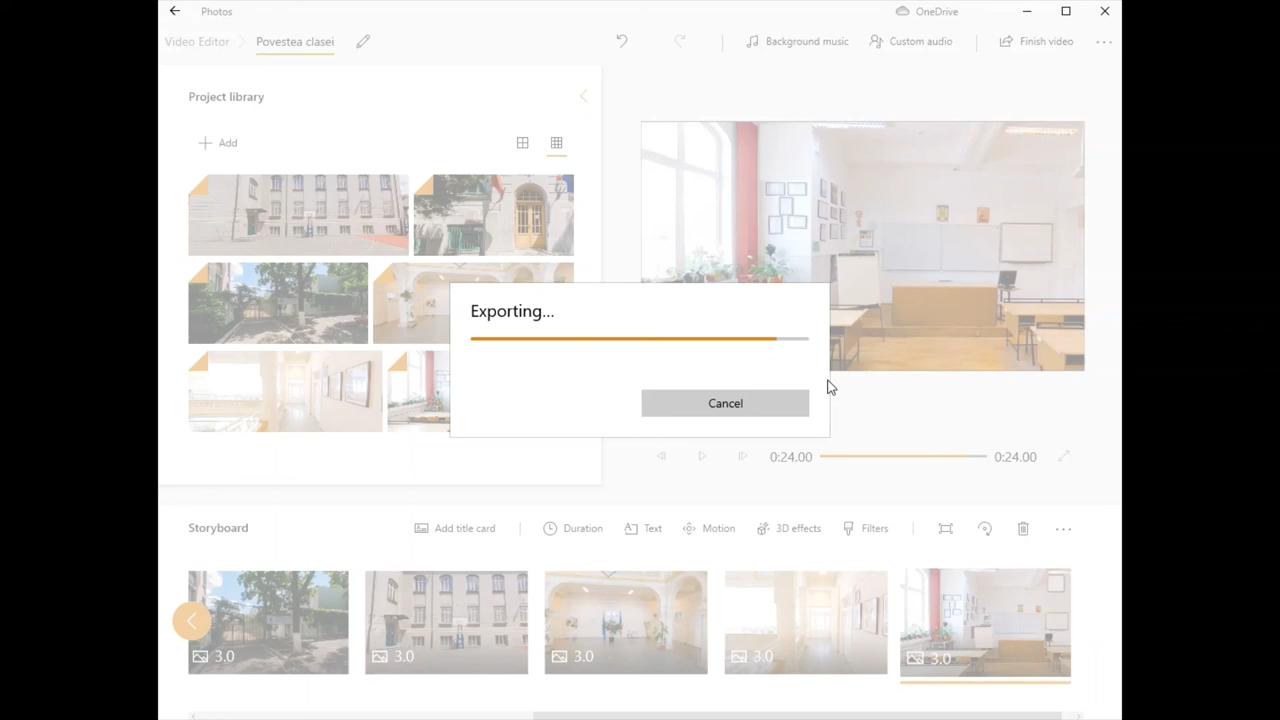 Photos
OneDrive
Video Editor
Povestea clasei
Background music
Custom audio
Finish video
Project library
Add
Exporting...
Cancel
0:24.00
0:24.00
Storyboard
Add title card
Duration
Text
Motion
3D effects
Filters
3.0
3.0
3.0
3.0
3.0